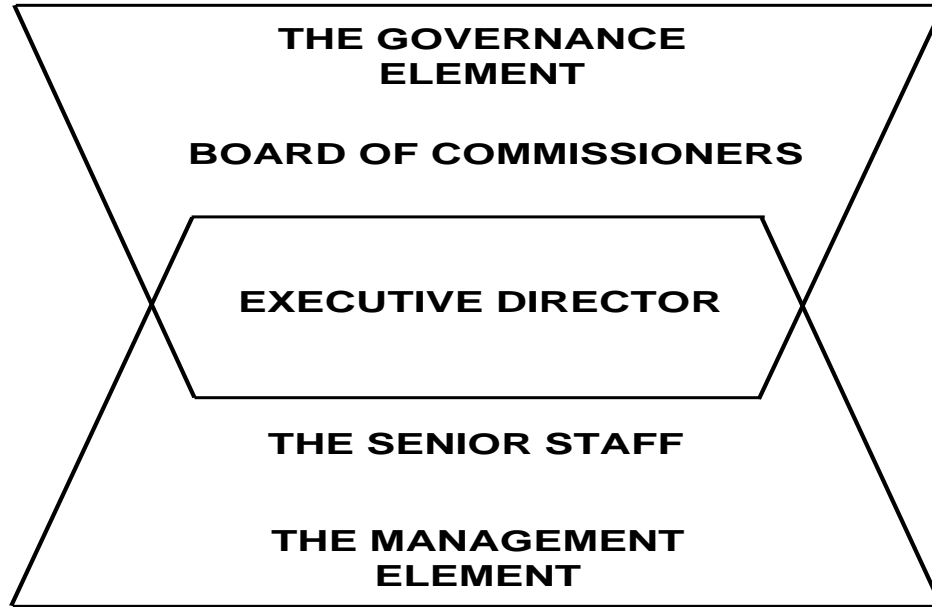 THE GOVERNANCE
ELEMENT
BOARD OF COMMISSIONERS
EXECUTIVE DIRECTOR
THE SENIOR STAFF
THE MANAGEMENT
ELEMENT